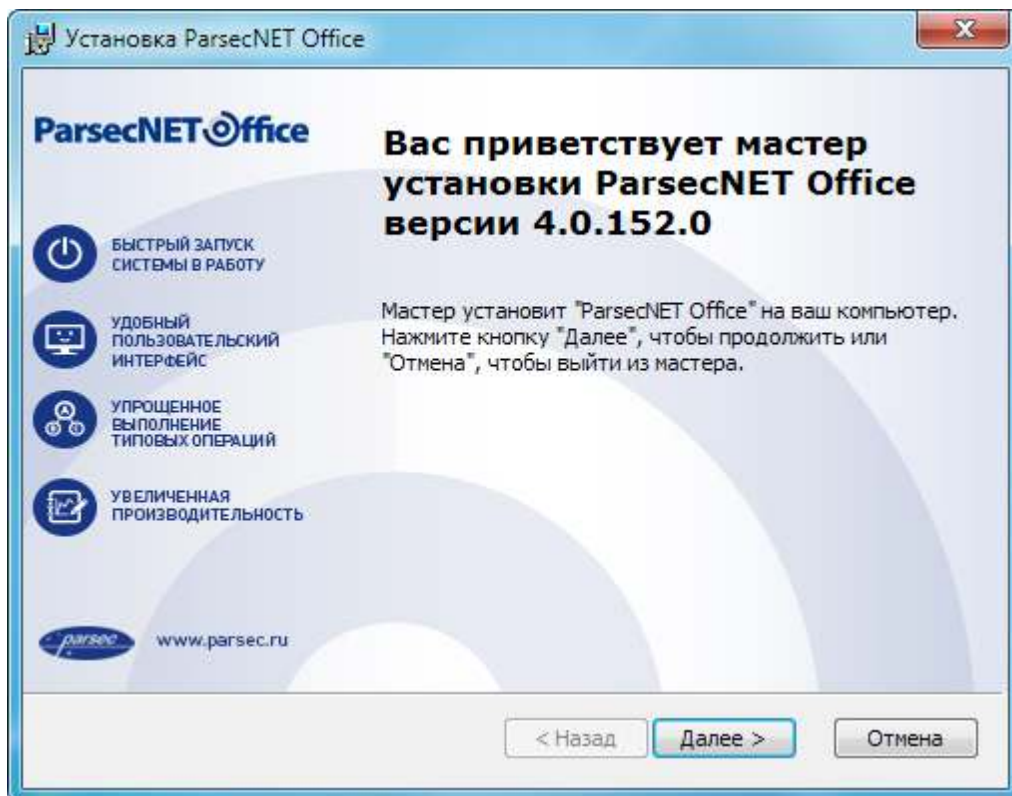 Установка ParsecNET Office
X
ParsecNET Office
Вас приветствует мастер
установки ParsecNET Office
версии 4.0.152.0
БЫСТРЫЙ ЗАПУСК
СИСТЕМЫ В РАБОТУ
УДОБНЫЙ
ПОЛЬЗОВАТЕЛЬСКИЙ
ИНТЕРФЕЙС
УПРОЩЕННОЕ
ВЫПОЛНЕНИЕ
ТИПОВЫХ ОПЕРАЦИЙ
УВЕЛИЧЕННАЯ
ПРОИЗВОДИТЕЛЬНОСТЬ
Мастер установит "ParsecNET Office" на ваш компьютер.
Нажмите кнопку "Далее", чтобы продолжить или
"Отмена", чтобы выйти из мастера.
parsec www.parsec.ru
< Назад Далее > Отмена